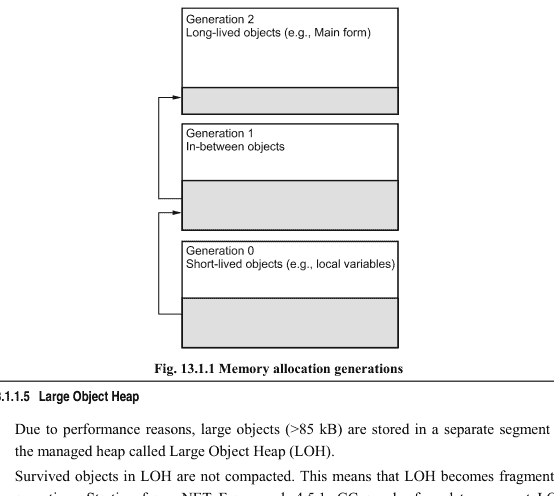 Generation 2
Long-lived objects (e.g., Main form)
Generation 1
In-between objects
Generation 0
Short-lived objects (e.g., local variables)
Fig. 13.1.1 Memory allocation generations
.1.1.5 Large Object Heap
Due to performance reasons, large objects (>85 kB) are stored in a separate segment
the managed heap called Large Object Heap (LOH).
Survived objects in LOH are not compacted. This means that LOH becomes fragment